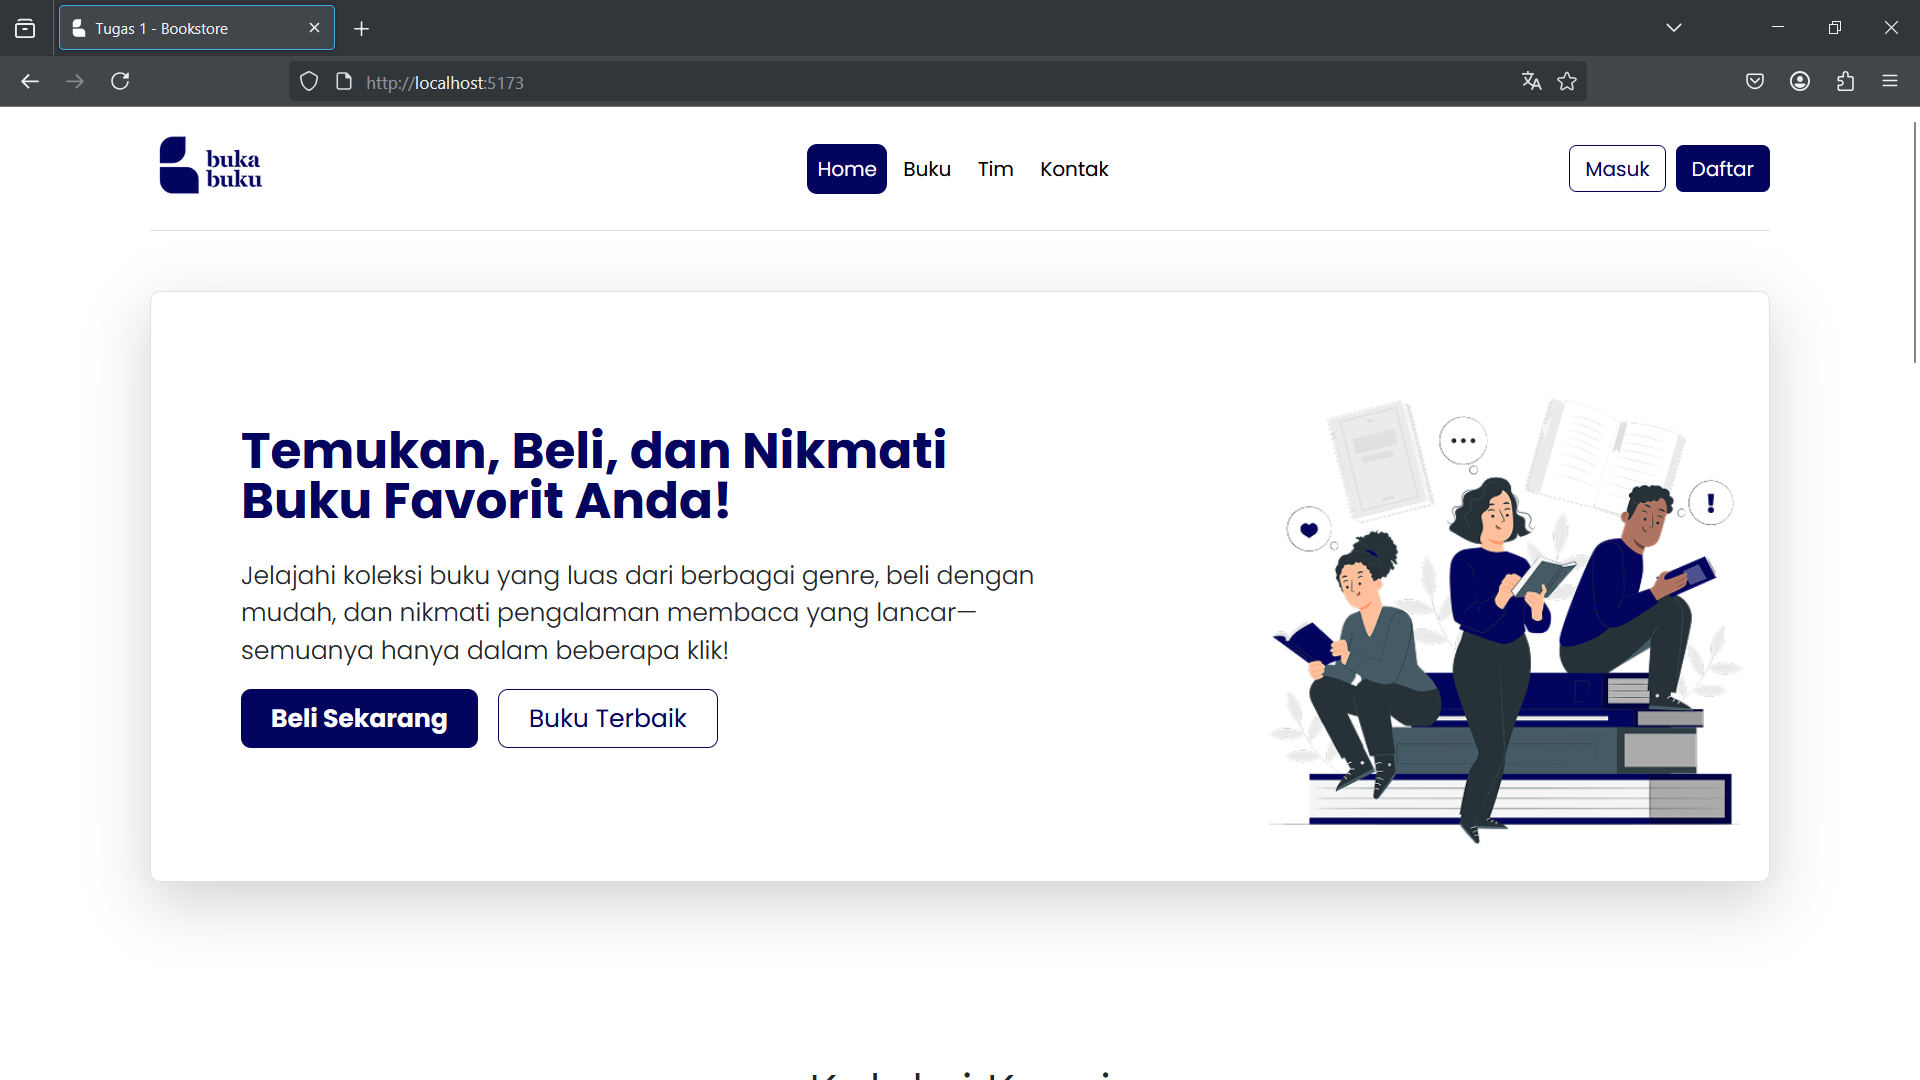 Tugas 1 - Bookstore
http://localhost:5173
buka
buku
Home Buku Tim Kontak
Masuk Daftar
Temukan, Beli, dan Nikmati
Buku Favorit Anda!
Jelajahi koleksi buku yang luas dari berbagai genre, beli dengan
mudah, dan nikmati pengalaman membaca yang lancar—
semuanya hanya dalam beberapa klik!
Beli Sekarang Buku Terbaik